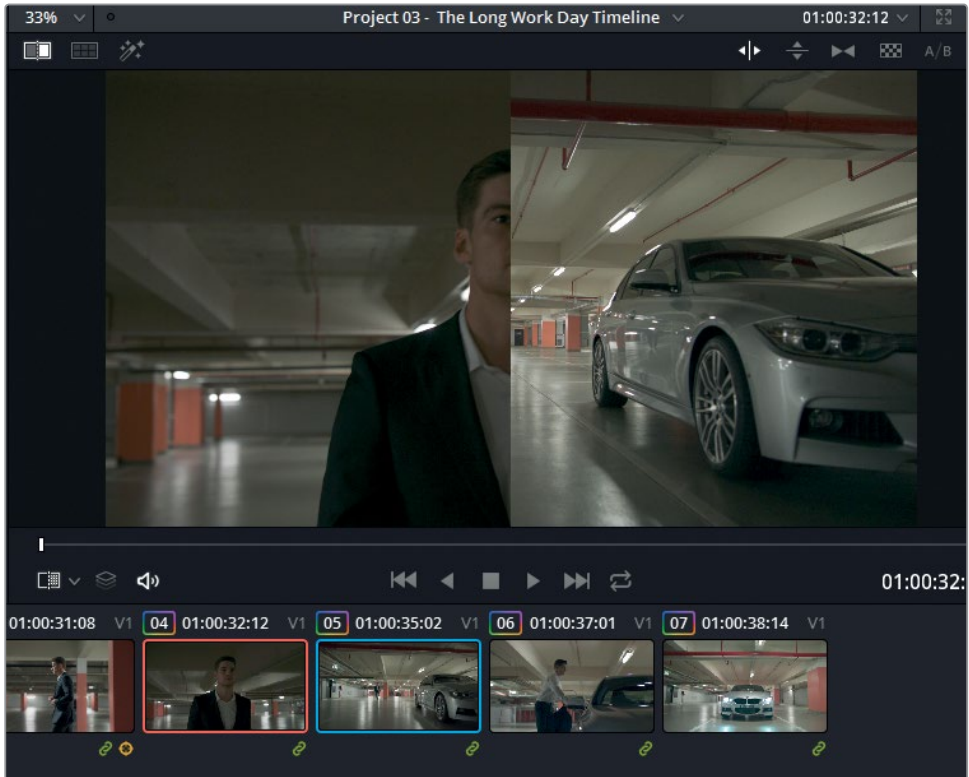 33% Project 03 - The Long Work Day Timeline 01:00:32:12
A/B
01:00:32:
01:00:31:08 V1 04 01:00:32:12 V1 05 01:00:35:02 V1 06 01:00:37:01 V1 07 01:00:38:14 V1